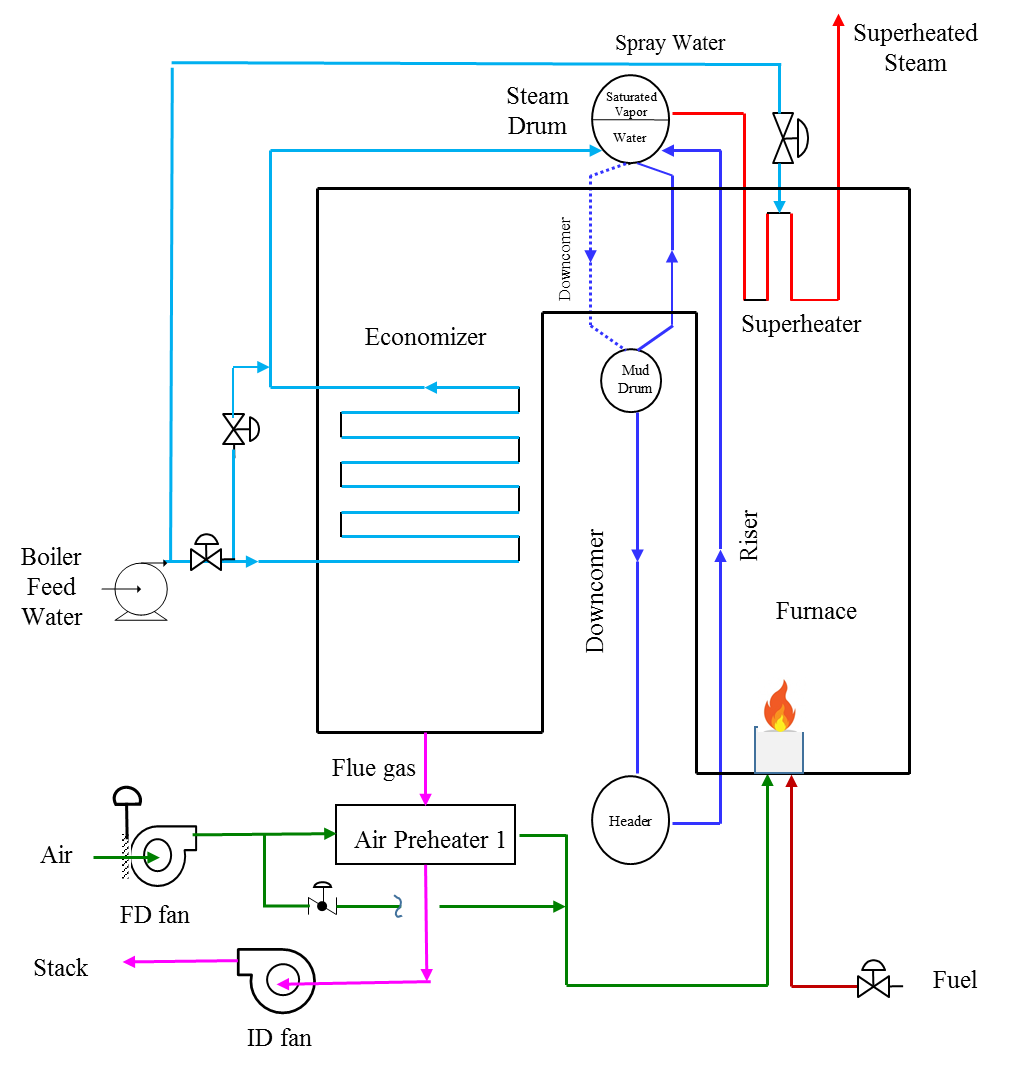 Spray Water
Superheated
Steam
Steam
Drum
Saturated
Vapor
Water
Downcomer
Economizer
Superheater
Mud
Drum
Boiler
Feed
Water
Downcomer
Riser
Furnace
Flue gas
Header
Air Preheater 1
Air
FD fan
Stack
Fuel
ID fan